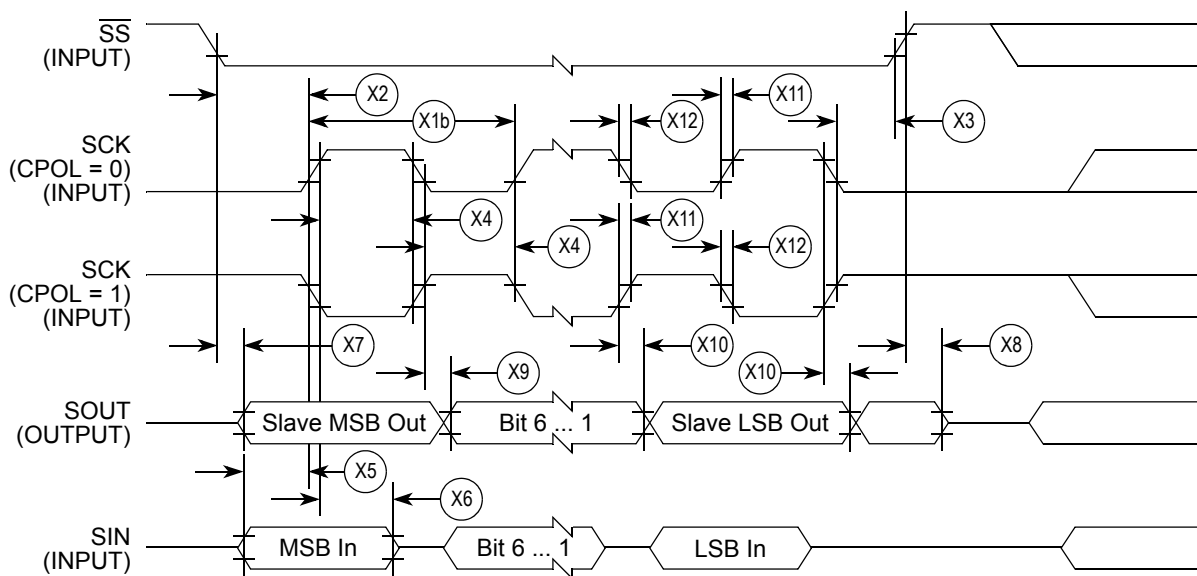 SS
(INPUT)
X2
X11
X1b
X12
X3
SCK
(CPOL = 0)
(INPUT)
X4
X11
X4
X12
SCK
(CPOL = 1)
(INPUT)
X7
X9
X10
X10
X8
SOUT
(OUTPUT)
Slave MSB Out
Bit 6 ... 1
Slave LSB Out
X5
X6
SIN
(INPUT)
MSB In
Bit 6 ... 1
LSB In